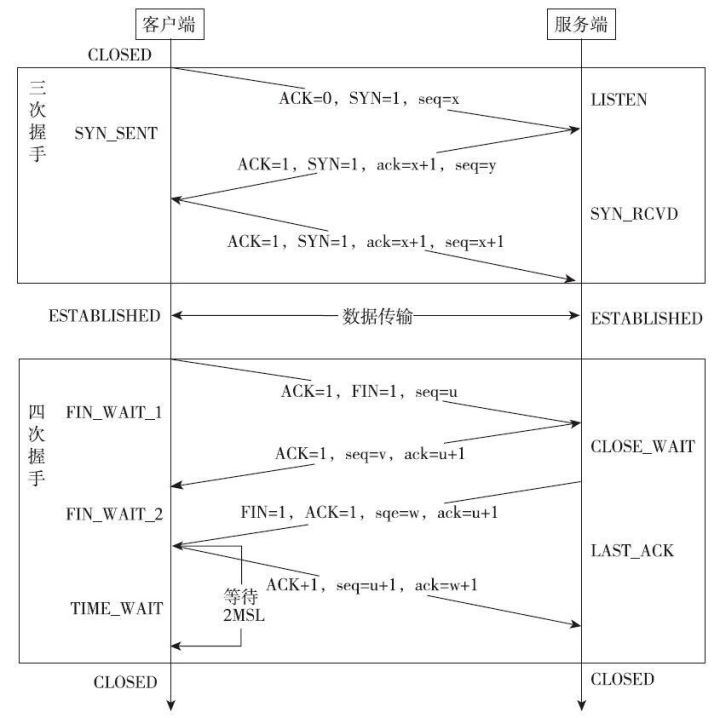 客户端
服务端
CLOSED
三次握手
ACK=0, SYN=1, seq=x
LISTEN
SYN_SENT
ACK=1, SYN=1, ack=x+1, seq=y
SYN_RCVD
ACK=1, SYN=1, ack=x+1, seq=x+1
ESTABLISHED
数据传输
ESTABLISHED
四次握手
ACK=1, FIN=1, seq=u
FIN_WAIT_1
CLOSE_WAIT
ACK=1, seq=v, ack=u+1
FIN_WAIT_2
FIN=1, ACK=1, sqe=w, ack=u+1
LAST_ACK
ACK+1, seq=u+1, ack=w+1
等待
2MSL
TIME_WAIT
CLOSED
CLOSED